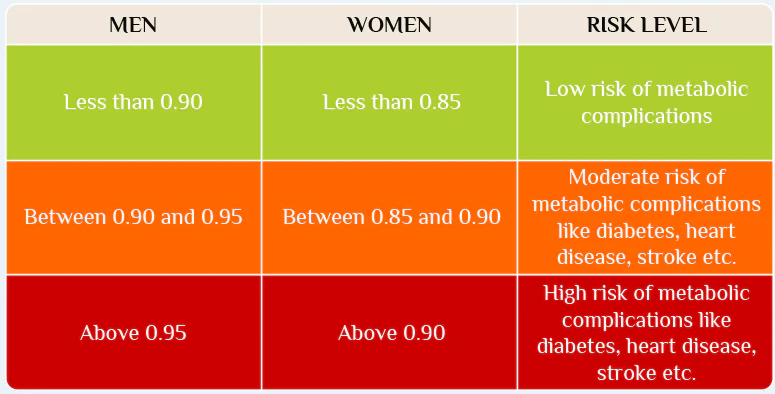 MEN WOMEN RISK LEVEL
Less than 0.90 Less than 0.85 Low risk of metabolic
complications
Between 0.90 and 0.95 Between 0.85 and 0.90 Moderate risk of
metabolic complications
like diabetes, heart
disease, stroke etc.
Above 0.95 Above 0.90 High risk of metabolic
complications like
diabetes, heart disease,
stroke etc.